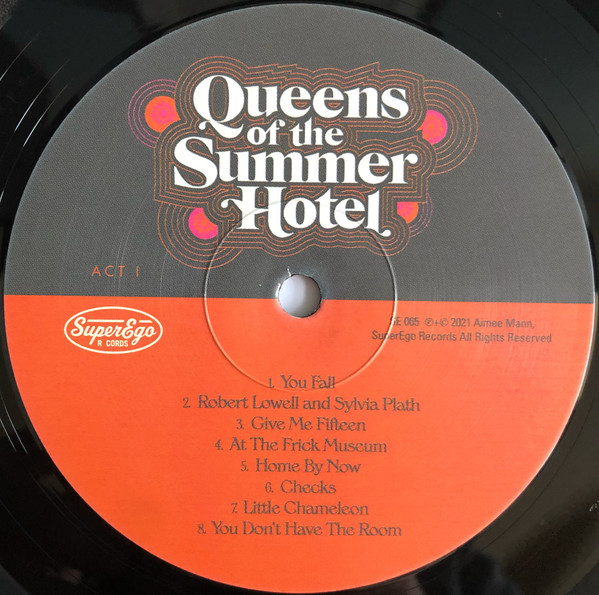 Queens
of the
Summer
Hotel
ACT I
SuperEgo
R CORDS
SE 065 ℗+© 2021 Aimee Mann,
SuperEgo Records All Rights Reserved
1. You Fall
2. Robert Lowell and Sylvia Plath
3. Give Me Fifteen
4. At The Frick Museum
5. Home By Now
6. Checks
7. Little Chameleon
8. You Don't Have The Room